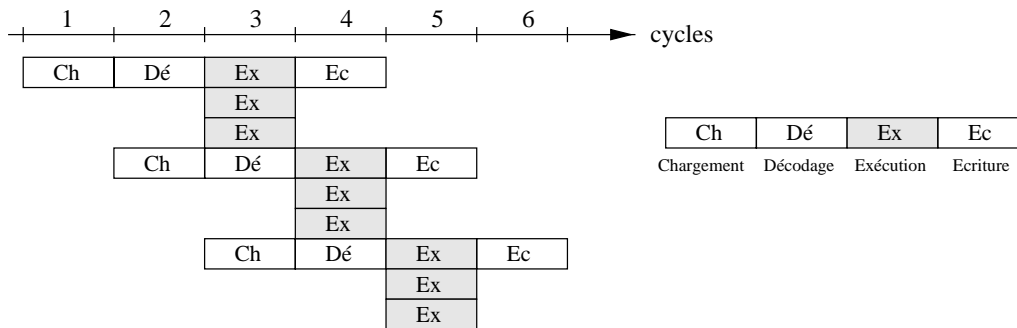 1 2 3 4 5 6
cycles
Ch Dé Ex Ec
Ex
Ex
Ch Dé Ex Ec
Ex
Ex
Ch Dé Ex Ec
Ex
Ex
Ch Dé Ex Ec
Chargement Décodage Exécution Ecriture